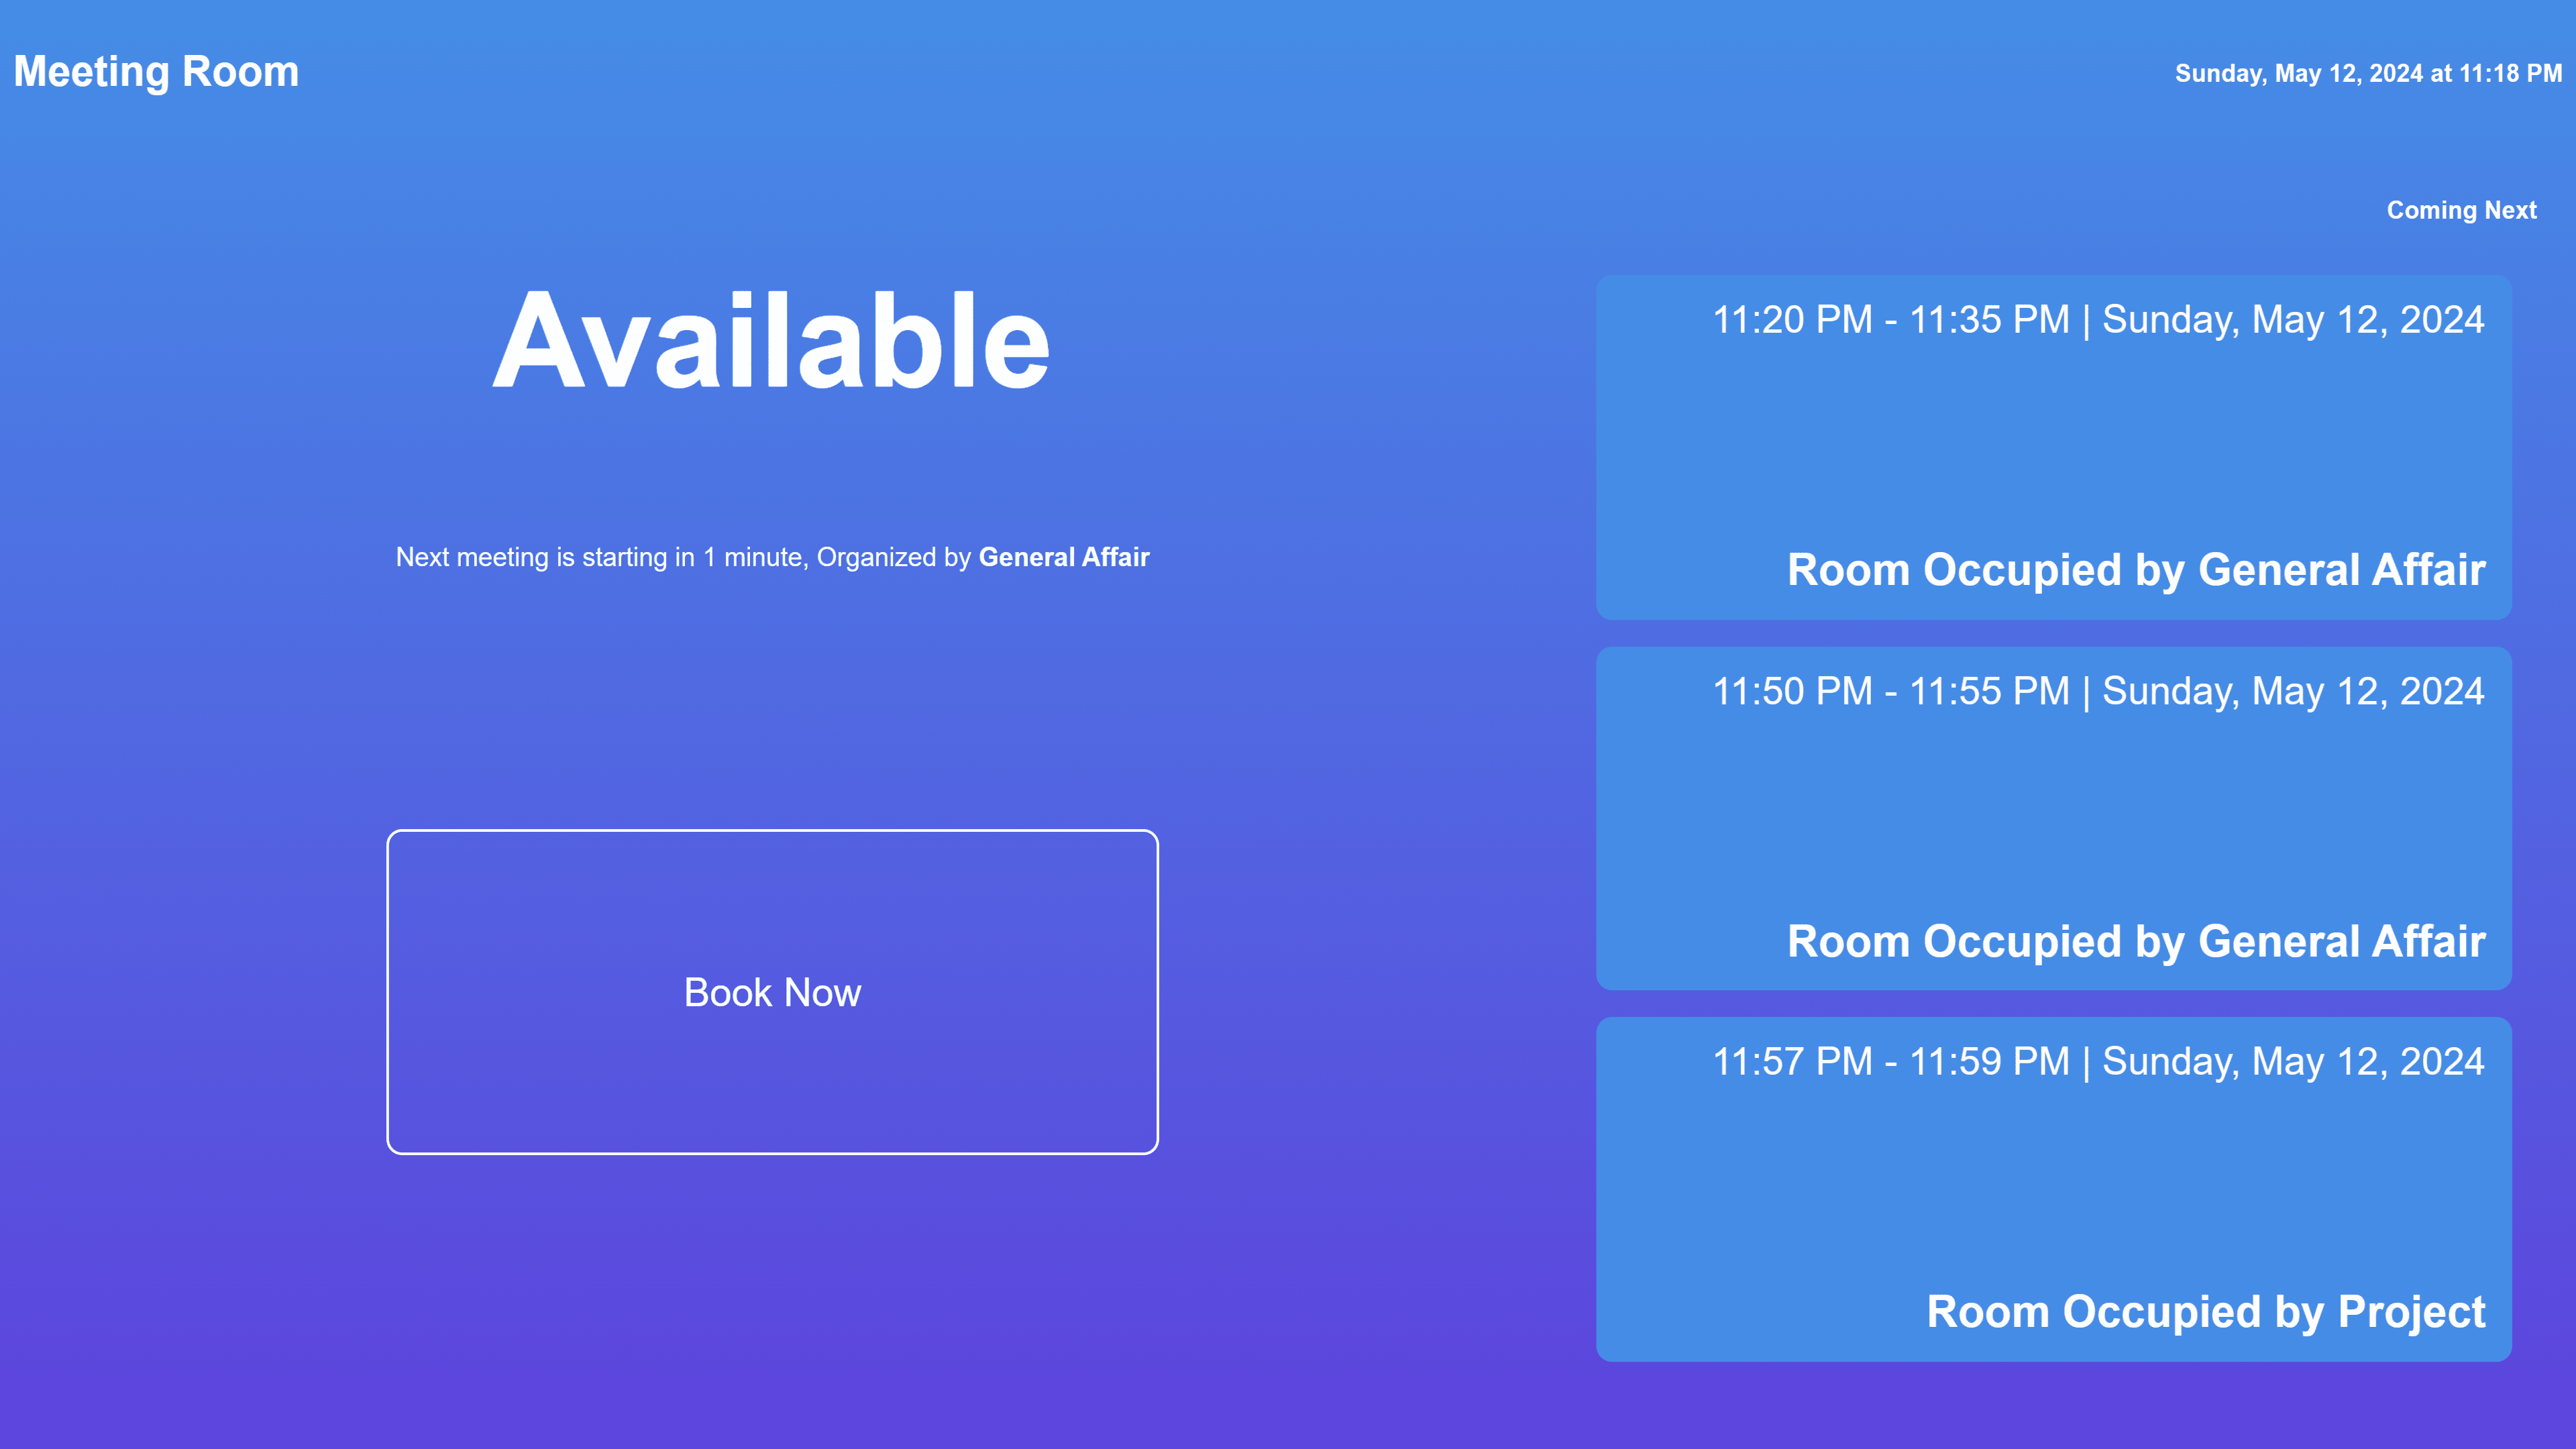 Meeting Room
Sunday, May 12, 2024 at 11:18 PM
Available
Next meeting is starting in 1 minute, Organized by General Affair
Book Now
Coming Next
11:20 PM - 11:35 PM | Sunday, May 12, 2024
Room Occupied by General Affair
11:50 PM - 11:55 PM | Sunday, May 12, 2024
Room Occupied by General Affair
11:57 PM - 11:59 PM | Sunday, May 12, 2024
Room Occupied by Project